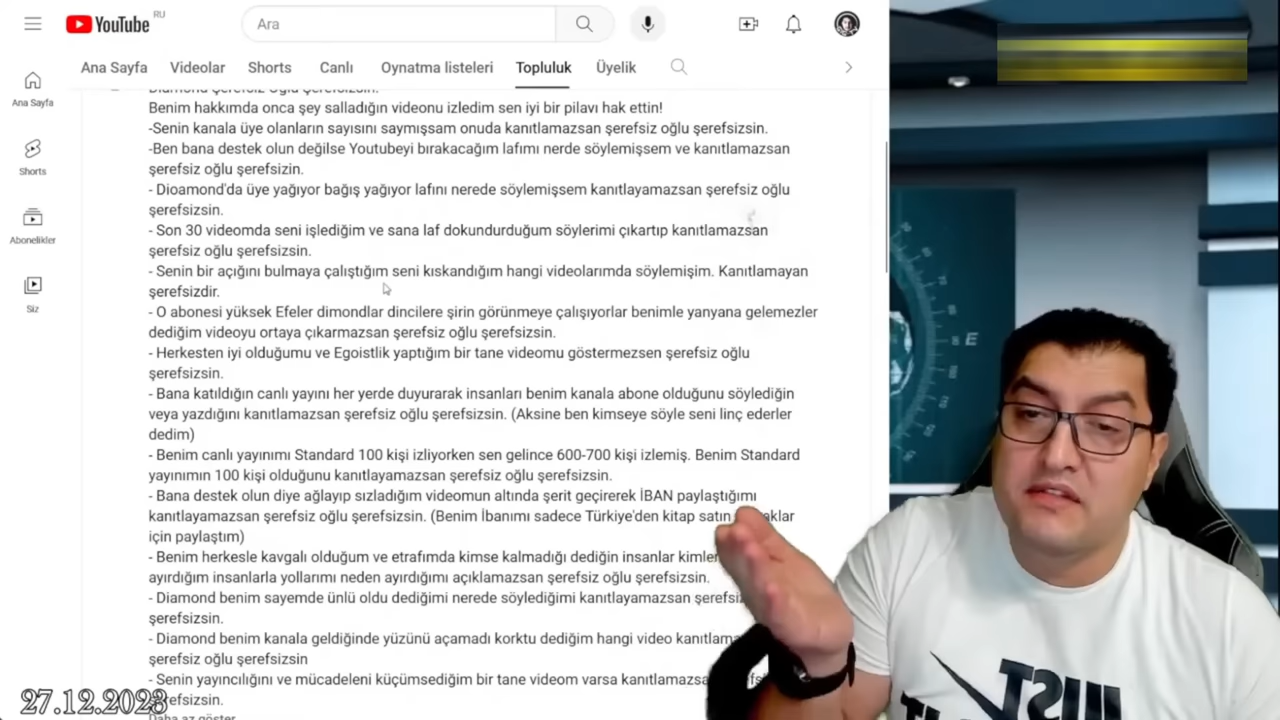 YouTube RU
Ara
Ana Sayfa Videolar Shorts Canlı Oynatma listeleri Topluluk Üyelik
Ana Sayfa
Shorts
Abonelikler
Siz
Diamond Şerefsiz Oğlu Şerefsizsin.
Benim hakkımda onca şey salladığın videonu izledim sen iyi bir pilavı hak ettin!
-Senin kanala üye olanların sayısını saymışsam onuda kanıtlamazsan şerefsiz oğlu şerefsizsin.
-Ben bana destek olun değilse Youtubeyi bırakacağım lafımı nerde söylemişsem ve kanıtlamazsan
şerefsiz oğlu şerefsizin.
- Dioamond'da üye yağıyor bağış yağıyor lafını nerede söylemişsem kanıtlayamazsan şerefsiz oğlu
şerefsizsin.
- Son 30 videomda seni işlediğim ve sana laf dokundurduğum söylerimi çıkartıp kanıtlamazsan
şerefsiz oğlu şerefsizsin.
- Senin bir açığını bulmaya çalıştığım seni kıskandığım hangi videolarımda söylemişim. Kanıtlamayan
şerefsizdir.
- O abonesi yüksek Efeler dimondlar dincilere şirin görünmeye çalışıyorlar benimle yanyana gelemezler
dediğim videoyu ortaya çıkarmazsan şerefsiz oğlu şerefsizsin.
- Herkesten iyi olduğumu ve Egoistlik yaptığım bir tane videomu göstermezsen şerefsiz oğlu
şerefsizsin.
- Bana katıldığın canlı yayını her yerde duyurarak insanları benim kanala abone olduğunu söylediğin
veya yazdığını kanıtlamazsan şerefsiz oğlu şerefsizsin. (Aksine ben kimseye söyle seni linç ederler
dedim)
- Benim canlı yayınımı Standard 100 kişi izliyorken sen gelince 600-700 kişi izlemiş. Benim Standard
yayınımın 100 kişi olduğunu kanıtlayamazsan şerefsiz oğlu şerefsizsin.
- Bana destek olun diye ağlayıp sızladığım videomun altında şerit geçirerek İBAN paylaştığımı
kanıtlayamazsan şerefsiz oğlu şerefsizsin. (Benim İbanımı sadece Türkiye'den kitap satın
için paylaştım)
- Benim herkesle kavgalı olduğum ve etrafımda kimse kalmadığı dediğin insanlar
ayırdığım insanlarla yollarımı neden ayırdığımı açıklamazsan şerefsiz oğlu şerefsizsin.
- Diamond benim sayemde ünlü oldu dediğimi nerede söylediğimi kanıtlayamazsan
şerefsizsin.
- Diamond benim kanala geldiğinde yüzünü açamadı korktu dediğim hangi video
şerefsiz oğlu şerefsizsin
- Senin yayıncılığını ve mücadeleni küçümsediğim bir tane videom varsa
şerefsizsin.
Daha az göster
27.12.2023
E
JUST